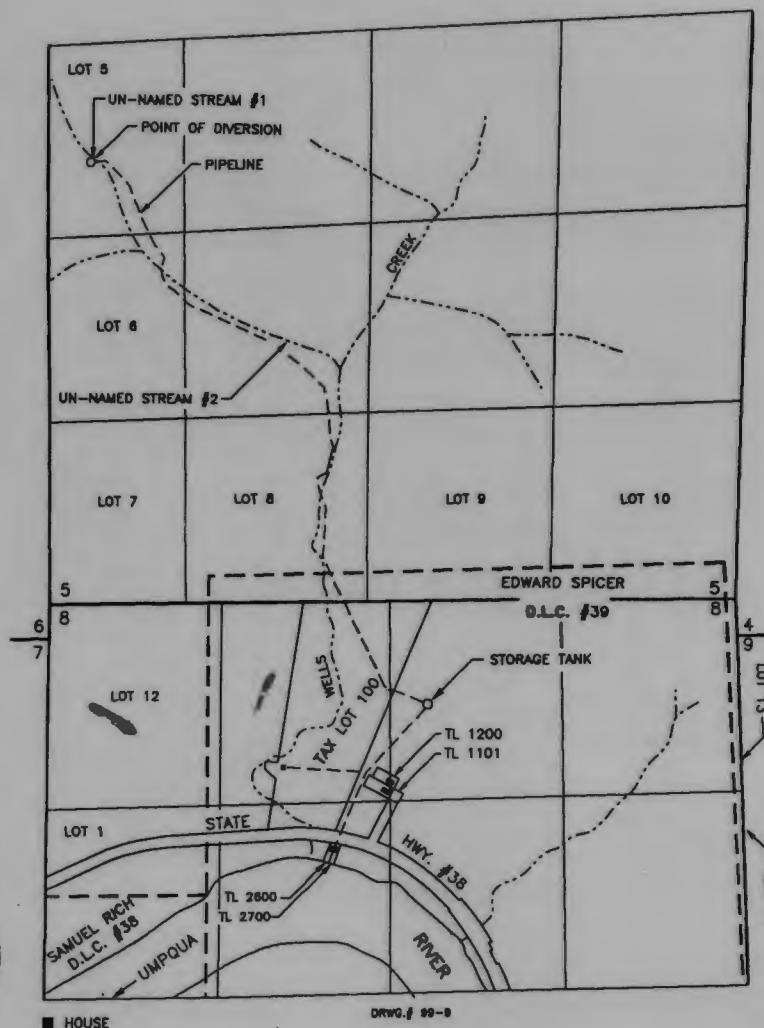 LOT 5
UN-NAMED STREAM #1
POINT OF DIVERSION
PIPELINE
CREEK
LOT 6
UN-NAMED STREAM #2
LOT 7
LOT 8
LOT 9
LOT 10
EDWARD SPICER
D.L.C. #39
5
8
5
8
6
7
4
9
STORAGE TANK
LOT 12
WELLS
TAX LOT 100
LOT 13
TL 1200
TL 1101
LOT 1
STATE
HWY. #38
TL 2600
TL 2700
SAMUEL RICH
D.L.C. #38
UMPQUA
RIVER
HOUSE
DRWG.# 99-9